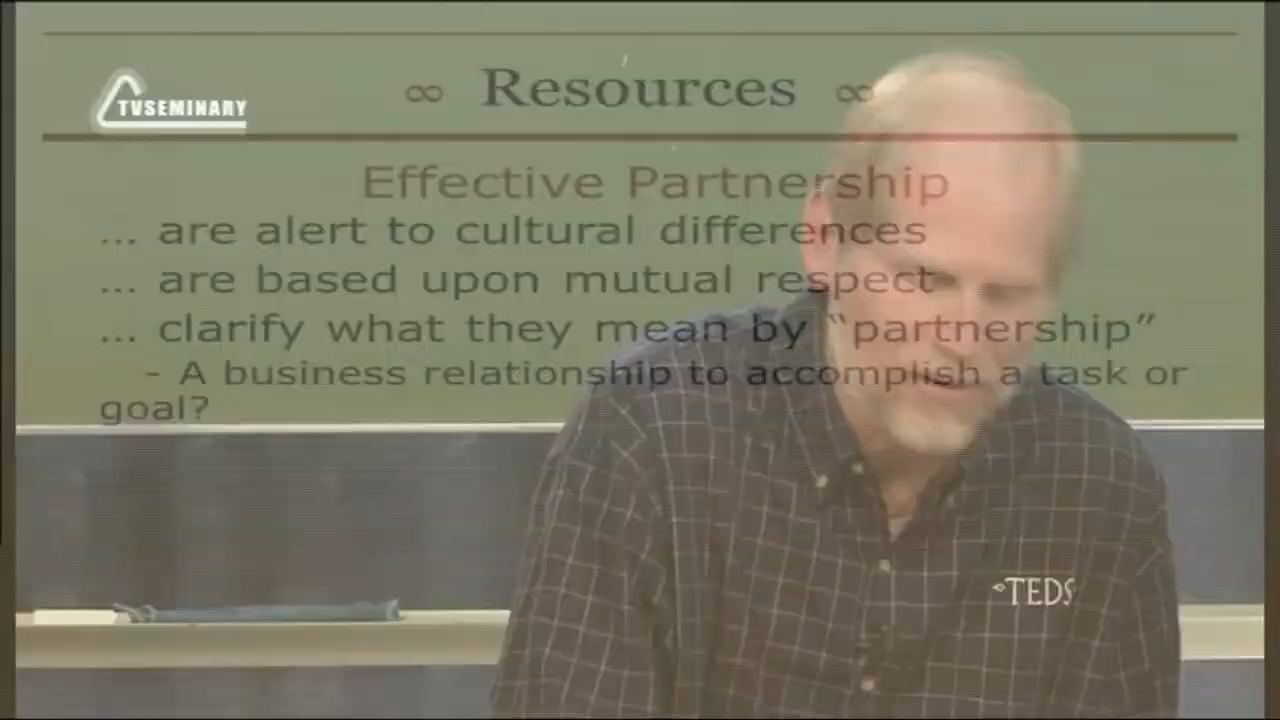 TVSEMINARY
∞ Resources ∞
Effective Partnership
... are alert to cultural differences
... are based upon mutual respect
... clarify what they mean by “partnership”
- A business relationship to accomplish a task or
goal?
TEDS